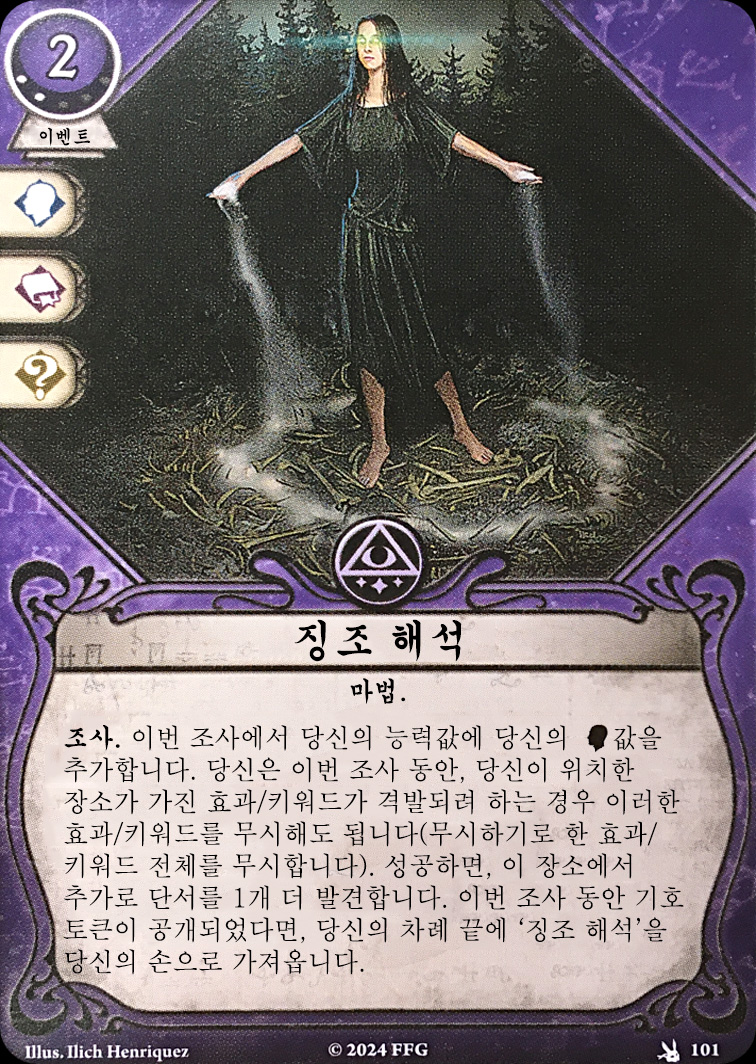 2
이벤트
?
징조 해석
마법.
조사. 이번 조사에서 당신의 능력값에 당신의 값을
추가합니다. 당신은 이번 조사 동안, 당신이 위치한
장소가 가진 효과/키워드가 격발되려 하는 경우 이러한
효과/키워드를 무시해도 됩니다(무시하기로 한 효과/
키워드 전체를 무시합니다). 성공하면, 이 장소에서
추가로 단서를 1개 더 발견합니다. 이번 조사 동안 기호
토큰이 공개되었다면, 당신의 차례 끝에 ‘징조 해석’을
당신의 손으로 가져옵니다.
Illus. Ilich Henriquez
© 2024 FFG
101